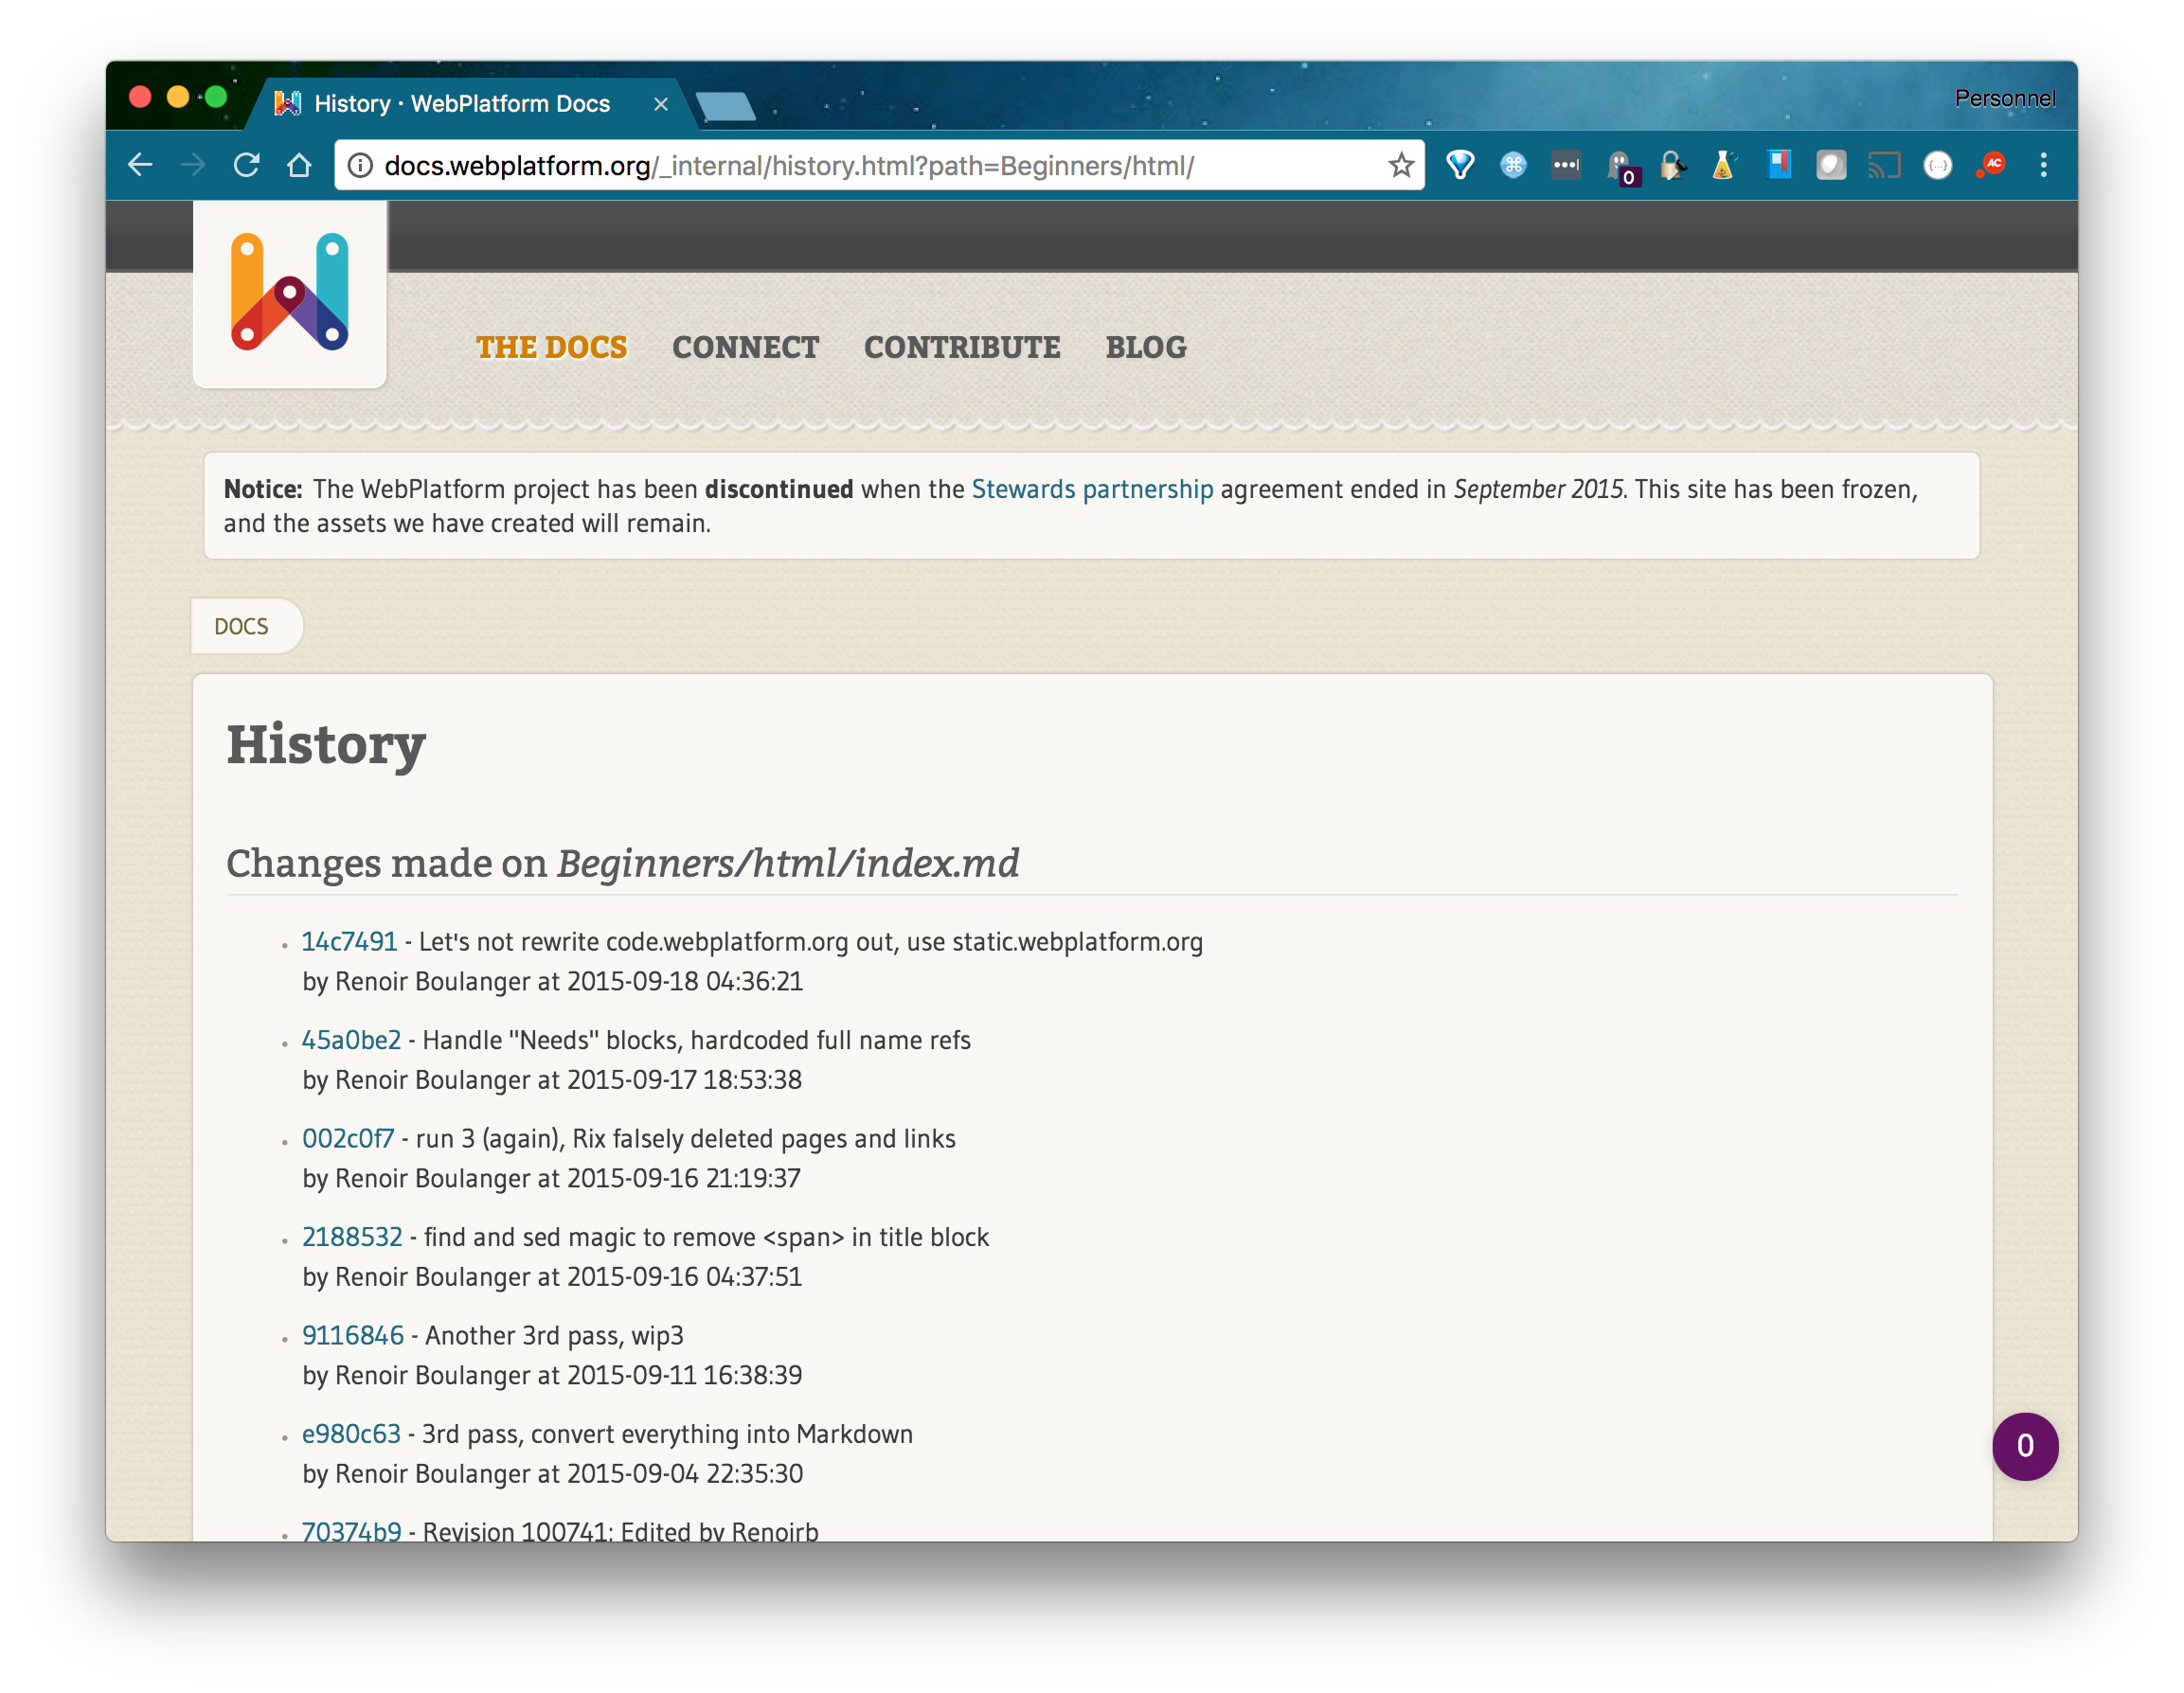 History · WebPlatform Docs
Personnel
docs.webplatform.org/_internal/history.html?path=Beginners/html/
0
AC
THE DOCS CONNECT CONTRIBUTE BLOG
Notice: The WebPlatform project has been discontinued when the Stewards partnership agreement ended in September 2015. This site has been frozen,
and the assets we have created will remain.
DOCS
History
Changes made on Beginners/html/index.md
14c7491 - Let's not rewrite code.webplatform.org out, use static.webplatform.org
by Renoir Boulanger at 2015-09-18 04:36:21
45a0be2 - Handle "Needs" blocks, hardcoded full name refs
by Renoir Boulanger at 2015-09-17 18:53:38
002c0f7 - run 3 (again), Rix falsely deleted pages and links
by Renoir Boulanger at 2015-09-16 21:19:37
2188532 - find and sed magic to remove <span> in title block
by Renoir Boulanger at 2015-09-16 04:37:51
9116846 - Another 3rd pass, wip3
by Renoir Boulanger at 2015-09-11 16:38:39
e980c63 - 3rd pass, convert everything into Markdown
by Renoir Boulanger at 2015-09-04 22:35:30
0
70374b9 - Revision 100741: Edited by Renoirb